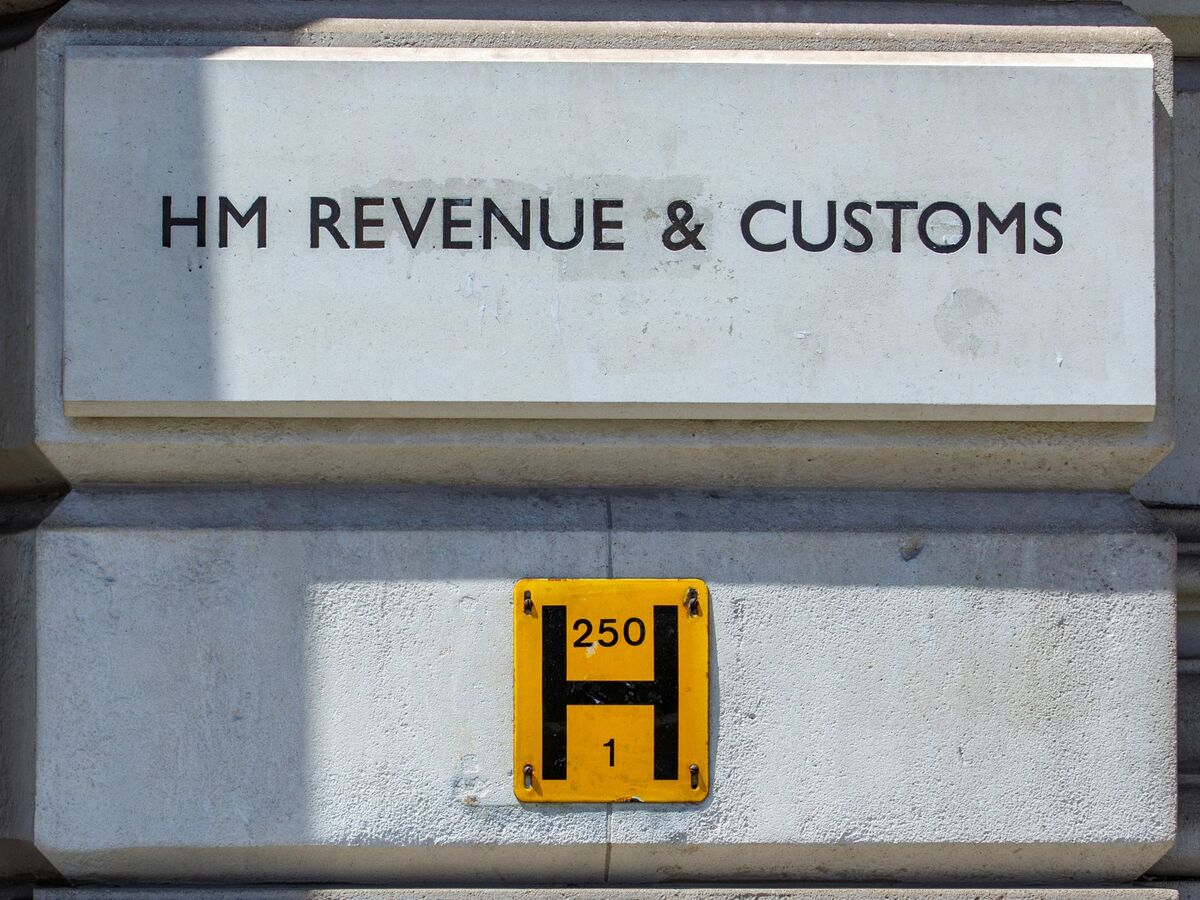 HM REVENUE & CUSTOMS
250
H
1